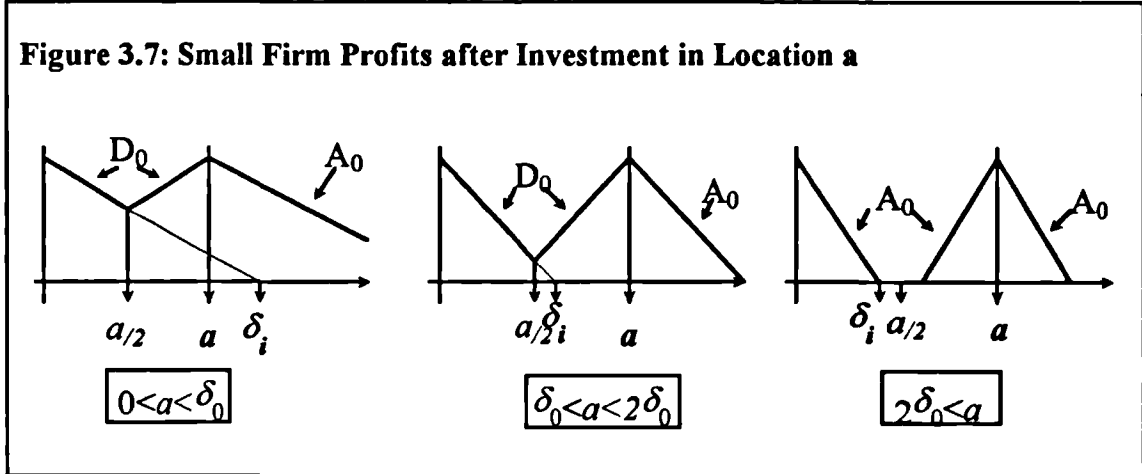 Figure 3.7: Small Firm Profits after Investment in Location a
D₀ A₀
a/2 a δᵢ
0<a<δ₀
D₀ A₀
a/2 δᵢ a
δ₀<a<2δ₀
A₀ A₀
δᵢ a/2 a
2δ₀<a